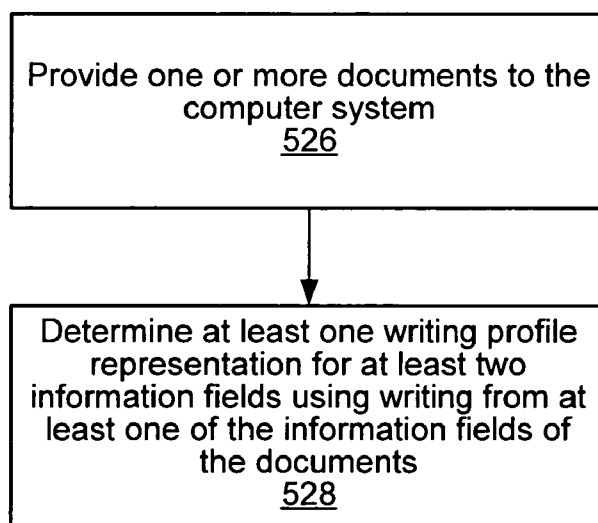 Provide one or more documents to the
computer system
526
Determine at least one writing profile
representation for at least two
information fields using writing from at
least one of the information fields of
the documents
528